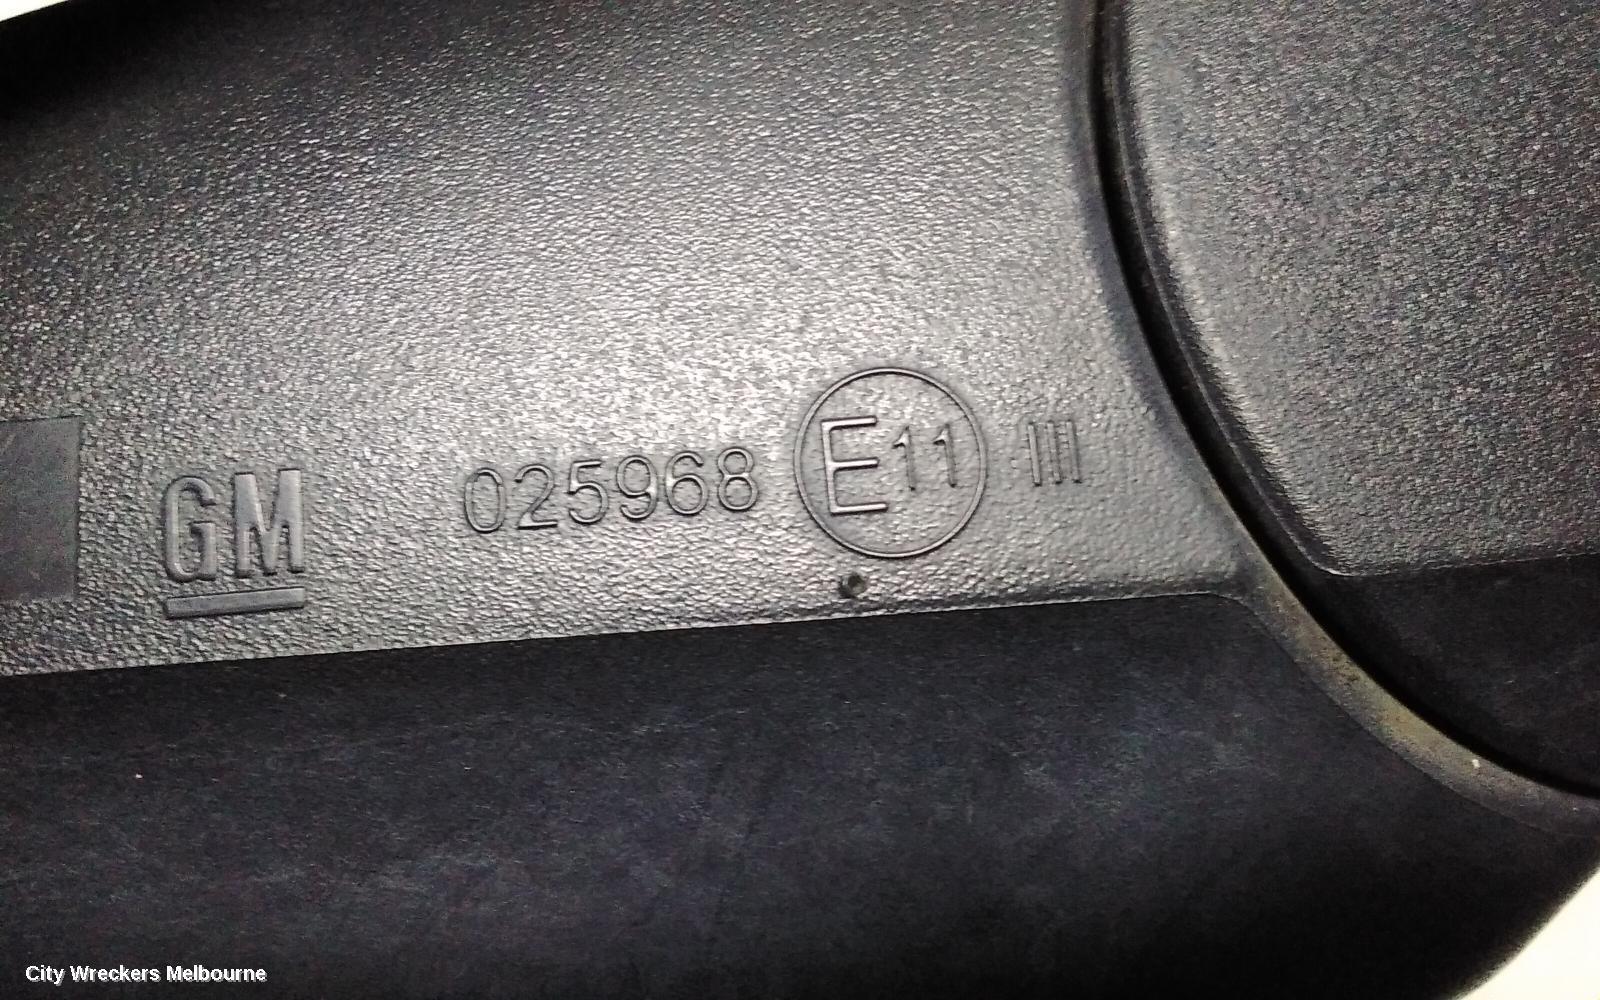 GM 025968 E11 III
City Wreckers Melbourne